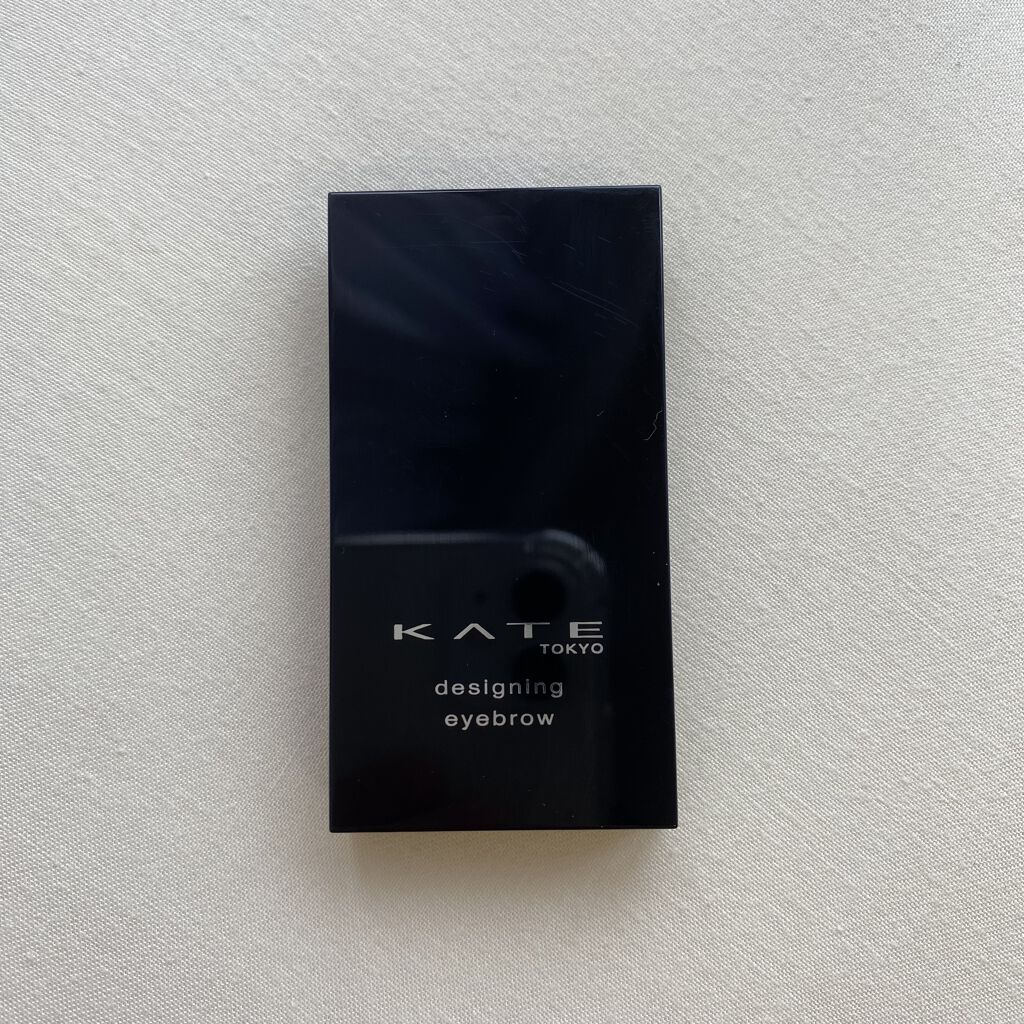 KATE
TOKYO
designing
eyebrow